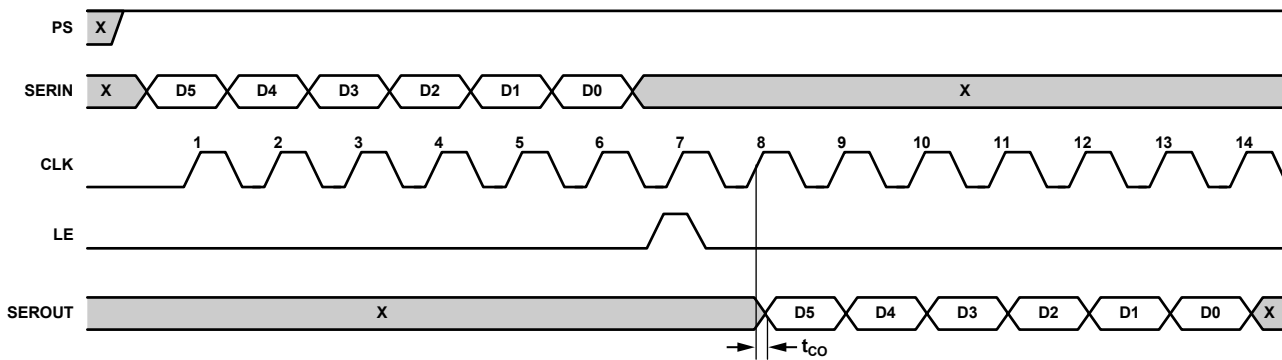 PS X
SERIN X D5 D4 D3 D2 D1 D0 X
1 2 3 4 5 6 7 8 9 10 11 12 13 14
CLK
LE
SEROUT X D5 D4 D3 D2 D1 D0 X
tCO